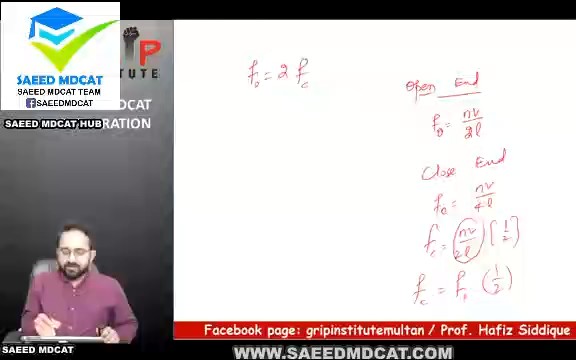 SAEED MDCAT
SAEED MDCAT TEAM
SAEEDMDCAT
SAEED MDCAT HUB
P
TUTE
CAT
RATION
fo = 2 fc
Open End
fo = nv/2l
Close End
fc = nv/4l
fc = nv/2l [1/2]
fc = fo (1/2)
Facebook page: gripinstitutemultan / Prof. Hafiz Siddique
SAEED MDCAT
WWW.SAEEDMDCAT.COM